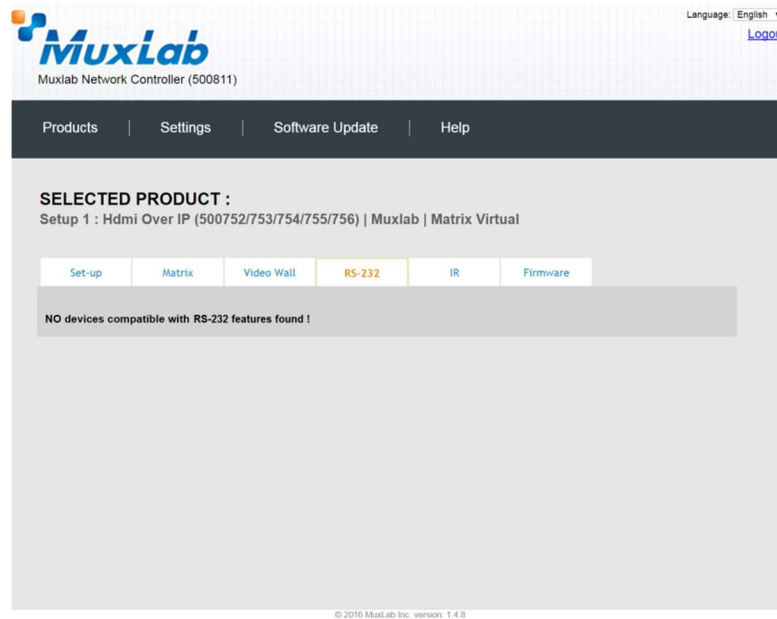 Language: English
MuxLab
Muxlab Network Controller (500811)
Products | Settings | Software Update | Help
SELECTED PRODUCT :
Setup 1 : Hdmi Over IP (500752/753/754/755/756) | Muxlab | Matrix Virtual
Set-up Matrix Video Wall RS-232 IR Firmware
NO devices compatible with RS-232 features found !
© 2016 MuxLab Inc. version: 1.4.8